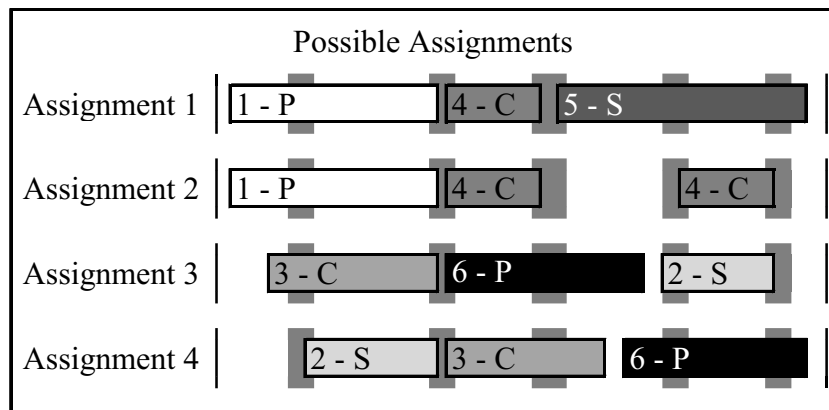 Possible Assignments
Assignment 1 1 - P 4 - C 5 - S
Assignment 2 1 - P 4 - C 4 - C
Assignment 3 3 - C 6 - P 2 - S
Assignment 4 2 - S 3 - C 6 - P